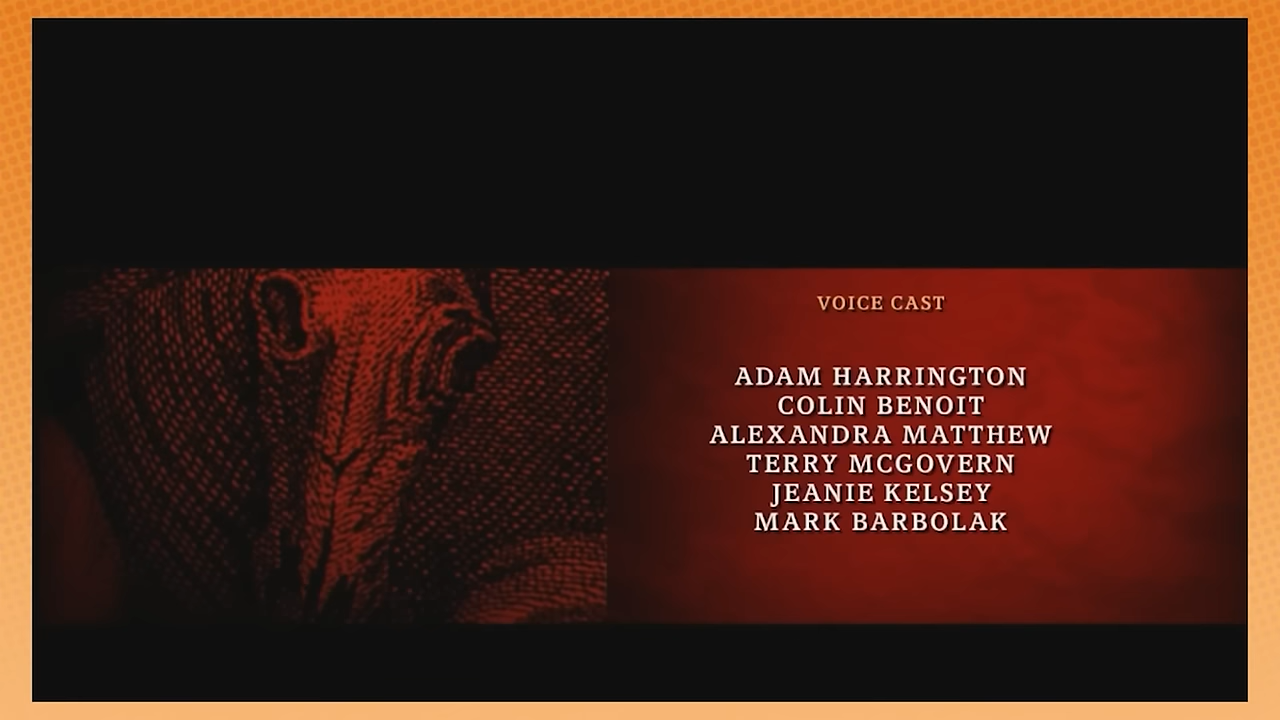 VOICE CAST
ADAM HARRINGTON
COLIN BENOIT
ALEXANDRA MATTHEW
TERRY MCGOVERN
JEANIE KELSEY
MARK BARBOLAK